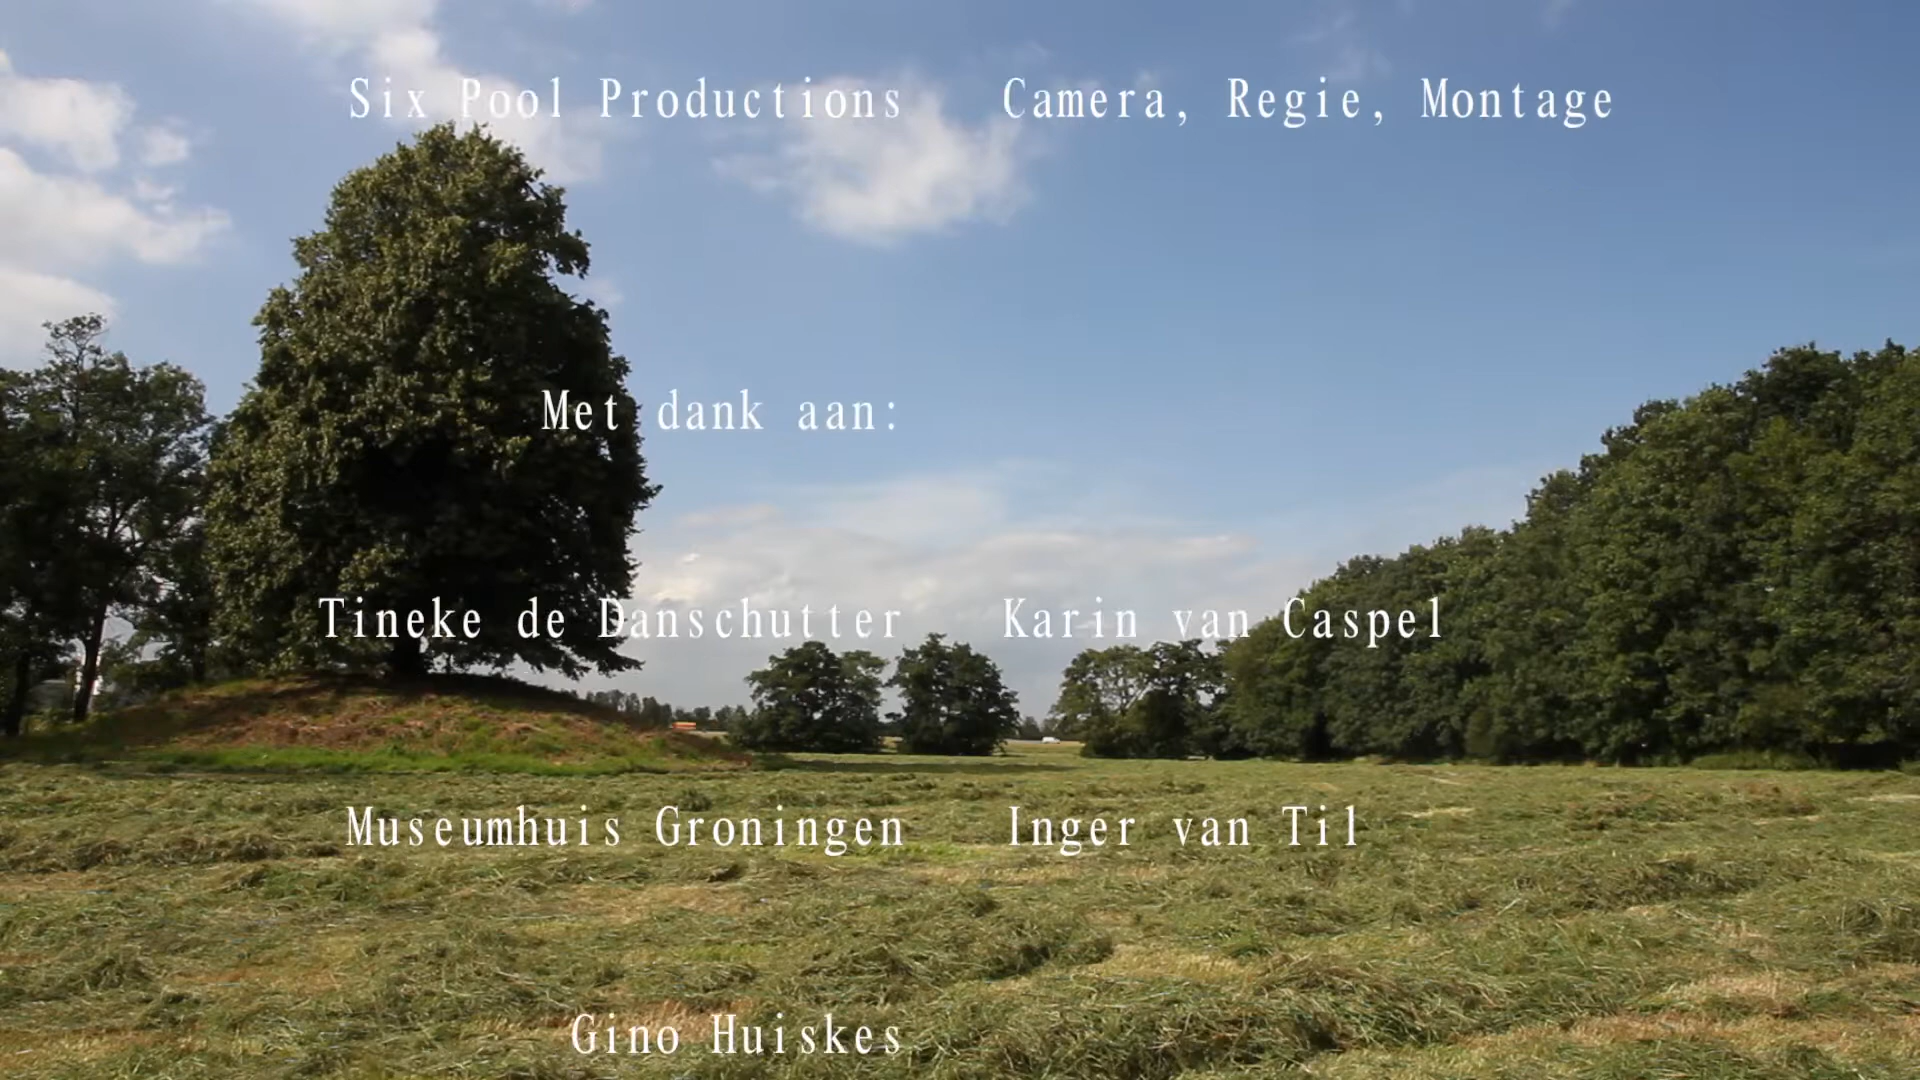 Six Pool Productions Camera, Regie, Montage
Met dank aan:
Tineke de Danschutter Karin van Caspel
Museumhuis Groningen Inger van Til
Gino Huiskes